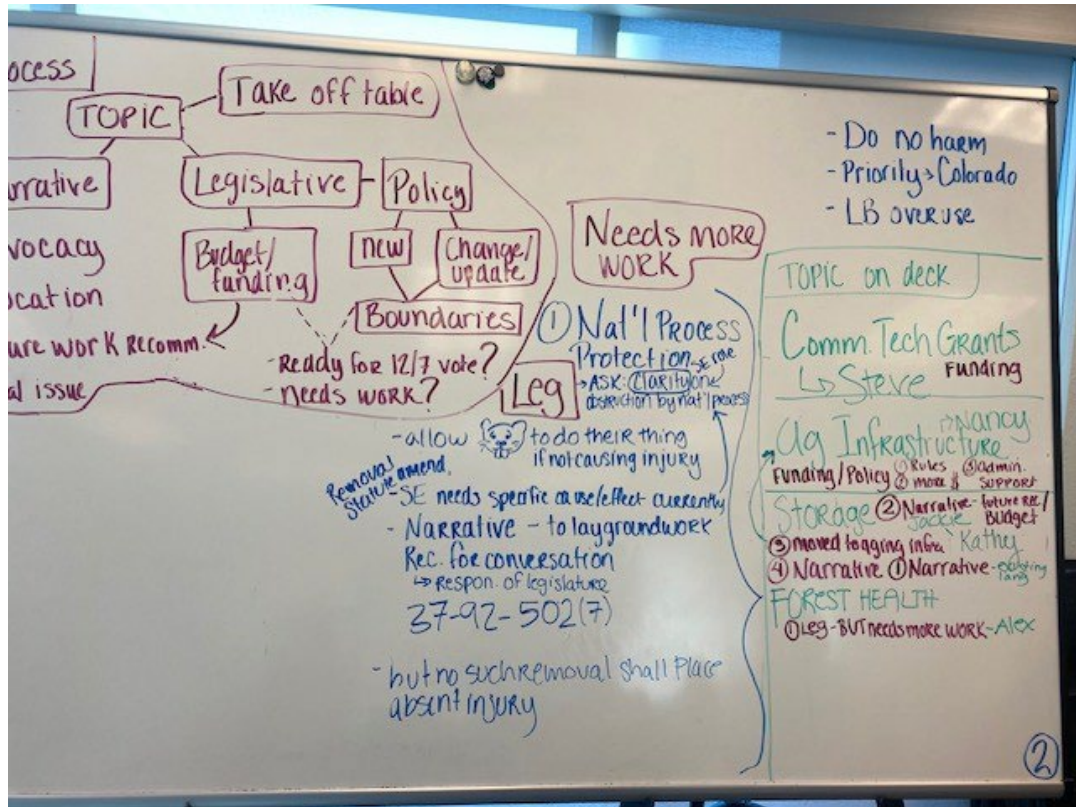 ocess
TOPIC
Take off table
rrative
Legislative
Policy
vocacy
Budget/
funding
new
Change/
update
ocation
Boundaries
ure work Recomm.
al issue
-Ready for 12/7 vote?
-Needs work?
Needs more
work
Leg
① Nat'l Process
Protection - SE role
→ ASK: Clarity on
obstruction by nat'l process
- allow to do their thing
if not causing injury
Removal
statute amend.
- SE needs specific cause/effect currently
- Narrative - to lay groundwork
Rec. for conversation
↳ respon. of legislature
37-92-502(7)
- but no such removal shall place
absent injury
- Do no harm
- Priority > Colorado
- LB overuse
TOPIC on deck
Comm. Tech Grants
Funding
↳ Steve
→ Nancy
Ag Infrastructure
Funding/Policy ① Rules ② more $ ③ admin. support
Storage ② Narrative - future rec/
Jackie Budget
③ moved to aging infra Kathy
④ Narrative ① Narrative - existing lang
FOREST HEALTH
① Leg - BUT needs more work - Alex
②